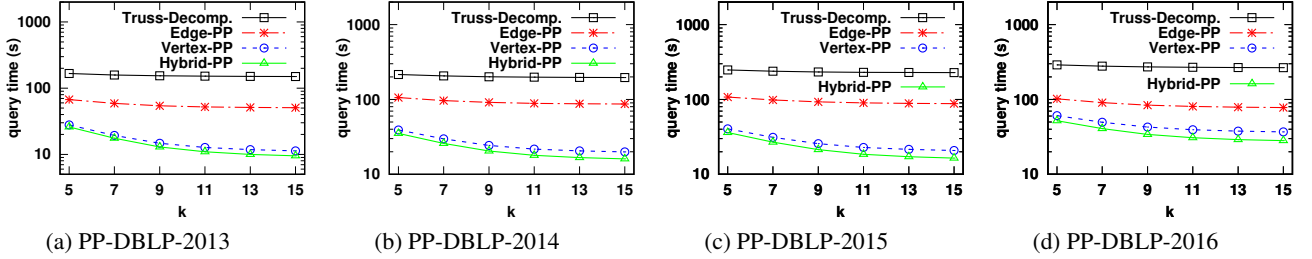 query time (s)
1000
100
10
Truss-Decomp.
Edge-PP
Vertex-PP
Hybrid-PP
5 7 9 11 13 15
k
(a) PP-DBLP-2013
query time (s)
1000
100
10
Truss-Decomp.
Edge-PP
Vertex-PP
Hybrid-PP
5 7 9 11 13 15
k
(b) PP-DBLP-2014
query time (s)
1000
100
10
Truss-Decomp.
Edge-PP
Vertex-PP
Hybrid-PP
5 7 9 11 13 15
k
(c) PP-DBLP-2015
query time (s)
1000
100
10
Truss-Decomp.
Edge-PP
Vertex-PP
Hybrid-PP
5 7 9 11 13 15
k
(d) PP-DBLP-2016